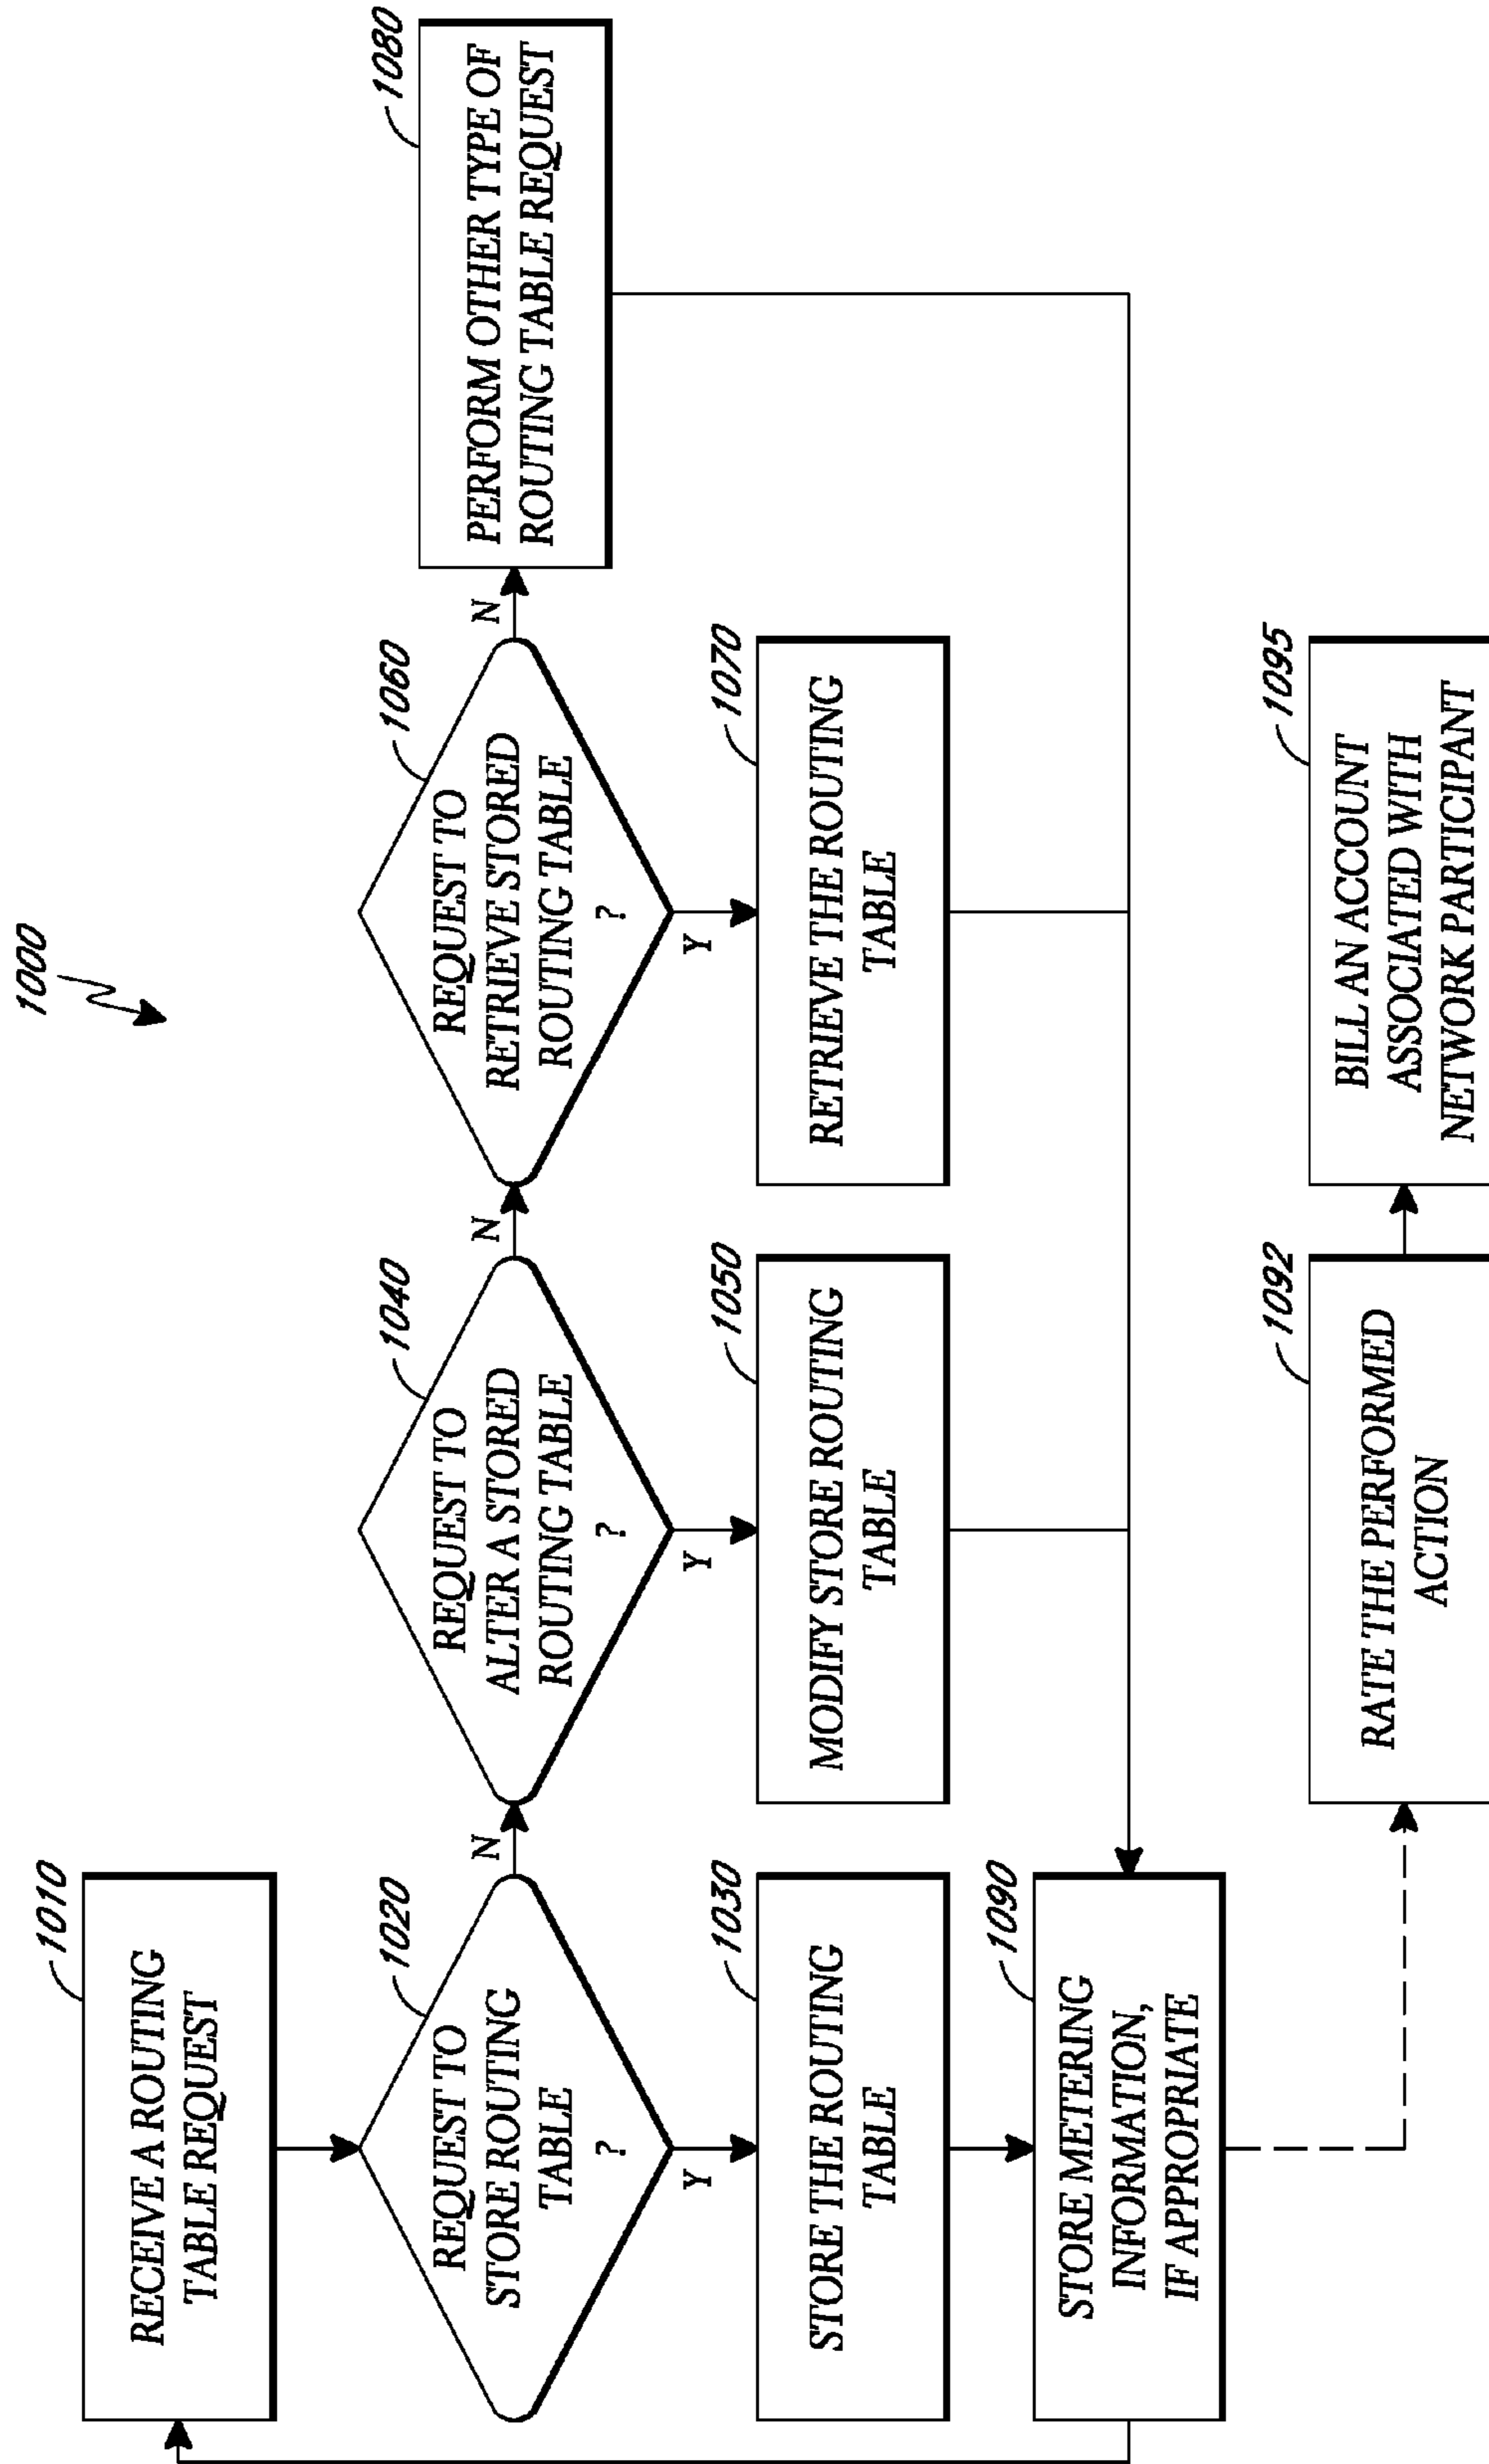 1000
1010
RECEIVE A ROUTING
TABLE REQUEST
1020
REQUEST TO
STORE ROUTING
TABLE
?
N
Y
1040
REQUEST TO
ALTER A STORED
ROUTING TABLE
?
N
Y
1060
REQUEST TO
RETRIEVE STORED
ROUTING TABLE
?
N
Y
1080
PERFORM OTHER TYPE OF
ROUTING TABLE REQUEST
1030
STORE THE ROUTING
TABLE
1050
MODIFY STORE ROUTING
TABLE
1070
RETRIEVE THE ROUTING
TABLE
1090
STORE METERING
INFORMATION,
IF APPROPRIATE
1092
RATE THE PERFORMED
ACTION
1095
BILL AN ACCOUNT
ASSOCIATED WITH
NETWORK PARTICIPANT